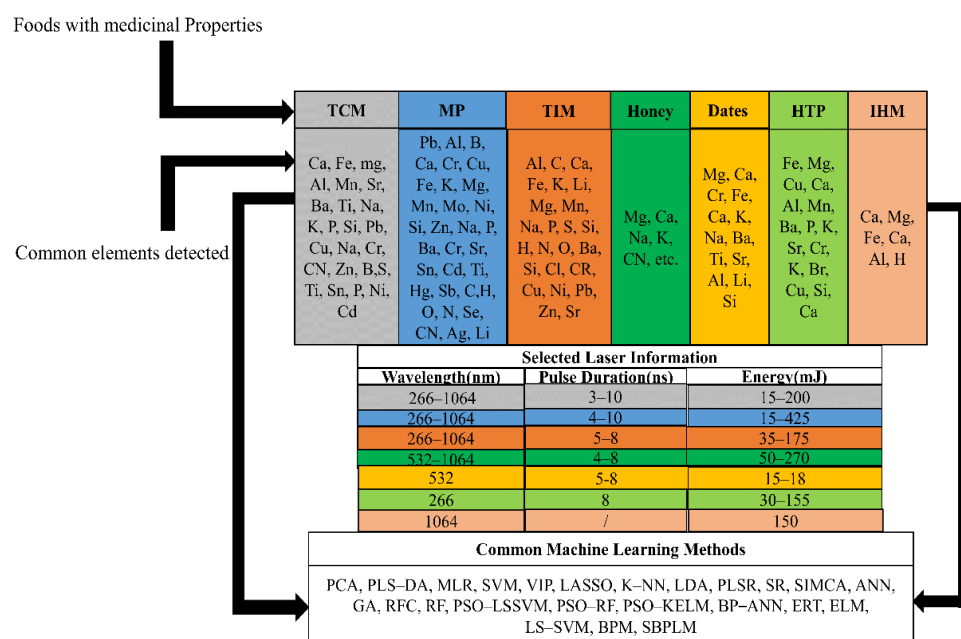 Foods with medicinal Properties
TCM
MP
TIM
Honey
Dates
HTP
IHM
Common elements detected
Ca, Fe, mg,
Al, Mn, Sr,
Ba, Ti, Na,
K, P, Si, Pb,
Cu, Na, Cr,
CN, Zn, B,S,
Ti, Sn, P, Ni,
Cd
Pb, Al, B,
Ca, Cr, Cu,
Fe, K, Mg,
Mn, Mo, Ni,
Si, Zn, Na, P,
Ba, Cr, Sr,
Sn, Cd, Ti,
Hg, Sb, C,H,
O, N, Se,
CN, Ag, Li
Al, C, Ca,
Fe, K, Li,
Mg, Mn,
Na, P, S, Si,
H, N, O, Ba,
Si, Cl, CR,
Cu, Ni, Pb,
Zn, Sr
Mg, Ca,
Na, K,
CN, etc.
Mg, Ca,
Cr, Fe,
Ca, K,
Na, Ba,
Ti, Sr,
Al, Li,
Si
Fe, Mg,
Cu, Ca,
Al, Mn,
Ba, P, K,
Sr, Cr,
K, Br,
Cu, Si,
Ca
Ca, Mg,
Fe, Ca,
Al, H
Selected Laser Information
Wavelength(nm) Pulse Duration(ns) Energy(mJ)
266–1064 3–10 15–200
266–1064 4–10 15–425
266–1064 5–8 35–175
532–1064 4–8 50–270
532 5-8 15–18
266 8 30–155
1064 / 150
Common Machine Learning Methods
PCA, PLS–DA, MLR, SVM, VIP, LASSO, K–NN, LDA, PLSR, SR, SIMCA, ANN,
GA, RFC, RF, PSO–LSSVM, PSO–RF, PSO–KELM, BP–ANN, ERT, ELM,
LS–SVM, BPM, SBPLM